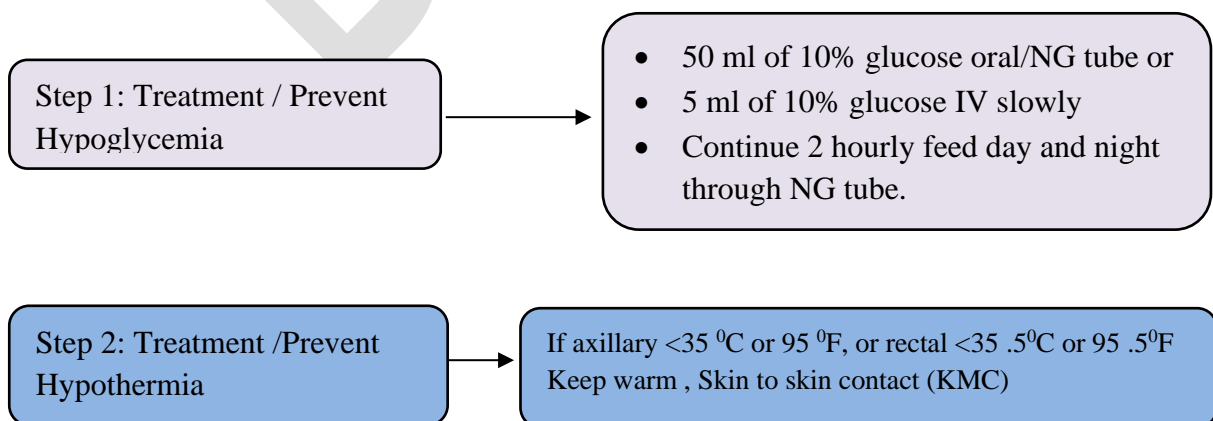 Step 1: Treatment / Prevent
Hypoglycemia
• 50 ml of 10% glucose oral/NG tube or
• 5 ml of 10% glucose IV slowly
• Continue 2 hourly feed day and night
through NG tube.
Step 2: Treatment /Prevent
Hypothermia
If axillary <35 ⁰C or 95 ⁰F, or rectal <35 .5⁰C or 95 .5⁰F
Keep warm , Skin to skin contact (KMC)